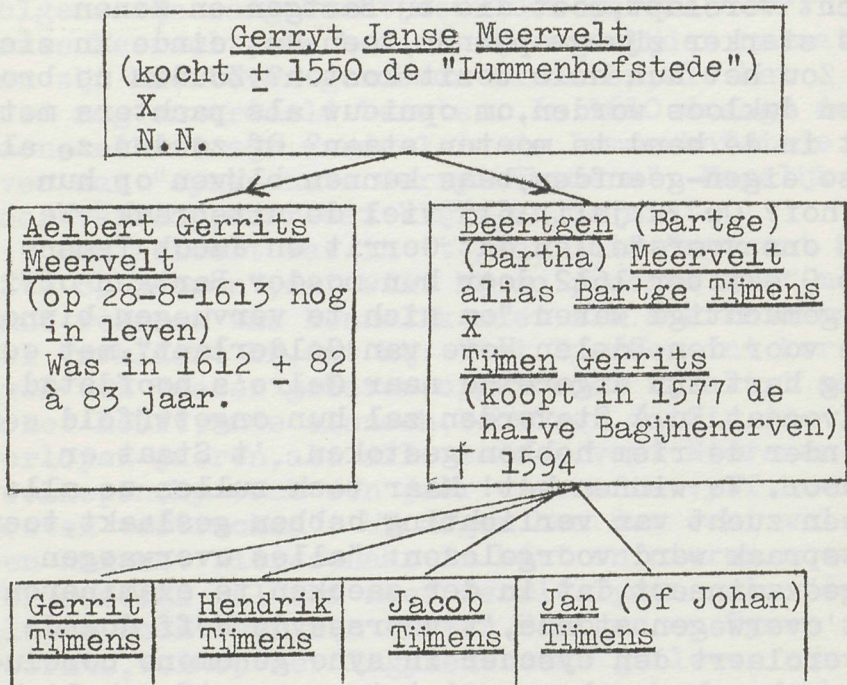 Gerryt Janse Meervelt
(kocht ± 1550 de "Lummenhofstede")
X
N.N.
Aelbert Gerrits
Meervelt
(op 28-8-1613 nog
in leven)
Was in 1612 ± 82
à 83 jaar.
Beertgen (Bartge)
(Bartha) Meervelt
alias Bartge Tijmens
X
Tijmen Gerrits
(koopt in 1577 de
halve Bagijnenerven)
† 1594
Gerrit
Tijmens
Hendrik
Tijmens
Jacob
Tijmens
Jan (of Johan)
Tijmens